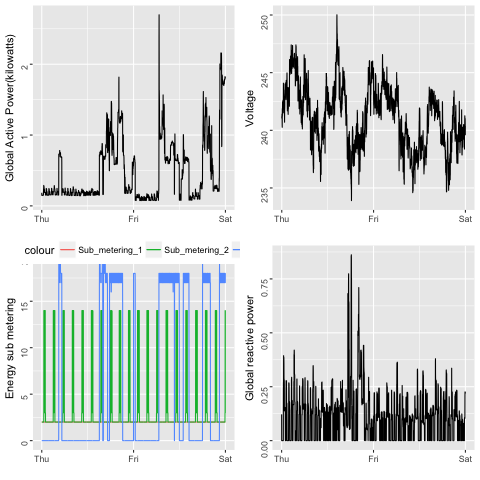 Global Active Power(kilowatts)
2
1
0
Thu
Fri
Sat
Voltage
250
245
240
235
Thu
Fri
Sat
colour
Sub_metering_1
Sub_metering_2
Energy sub metering
15
10
5
0
Thu
Fri
Sat
Global reactive power
0.75
0.50
0.25
0.00
Thu
Fri
Sat